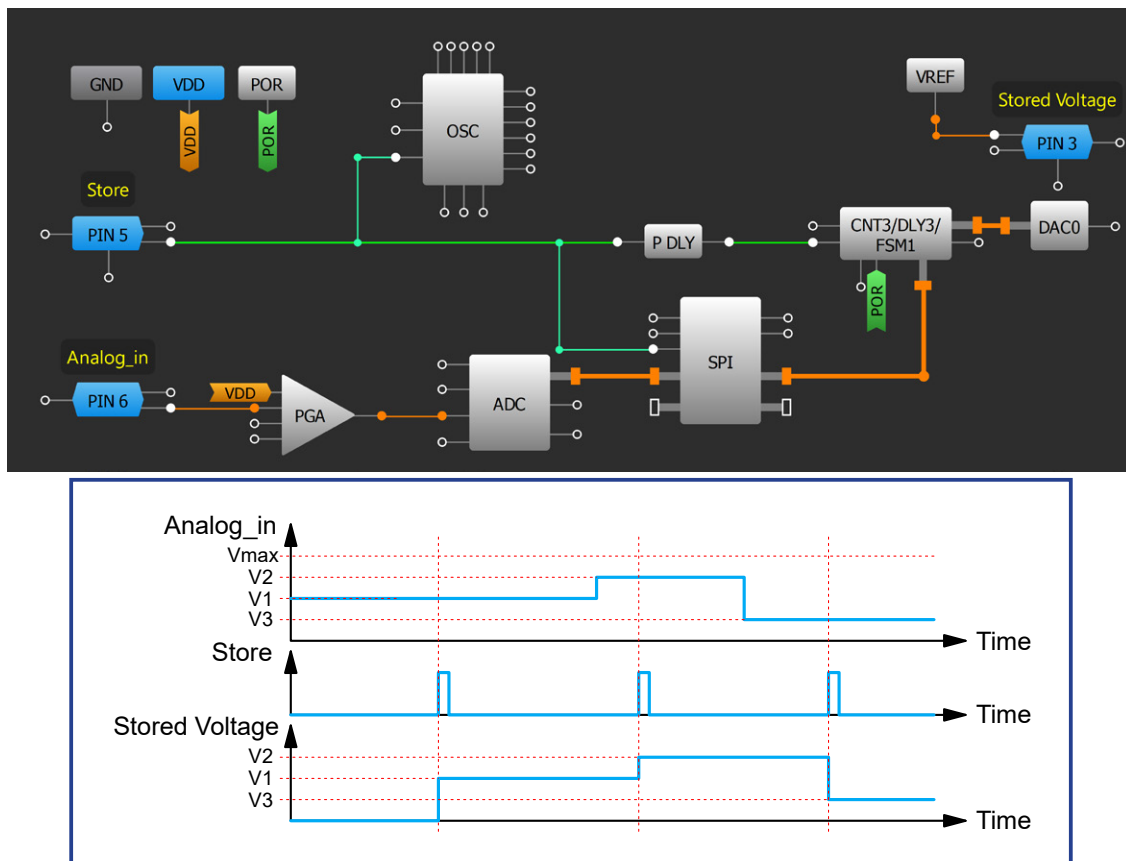 GND
VDD
POR
VDD
POR
OSC
VREF
Stored Voltage
PIN 3
Store
PIN 5
P DLY
CNT3/DLY3/
FSM1
DAC0
POR
Analog_in
PIN 6
VDD
PGA
ADC
SPI
Analog_in
Vmax
V2
V1
V3
Time
Store
Time
Stored Voltage
V2
V1
V3
Time